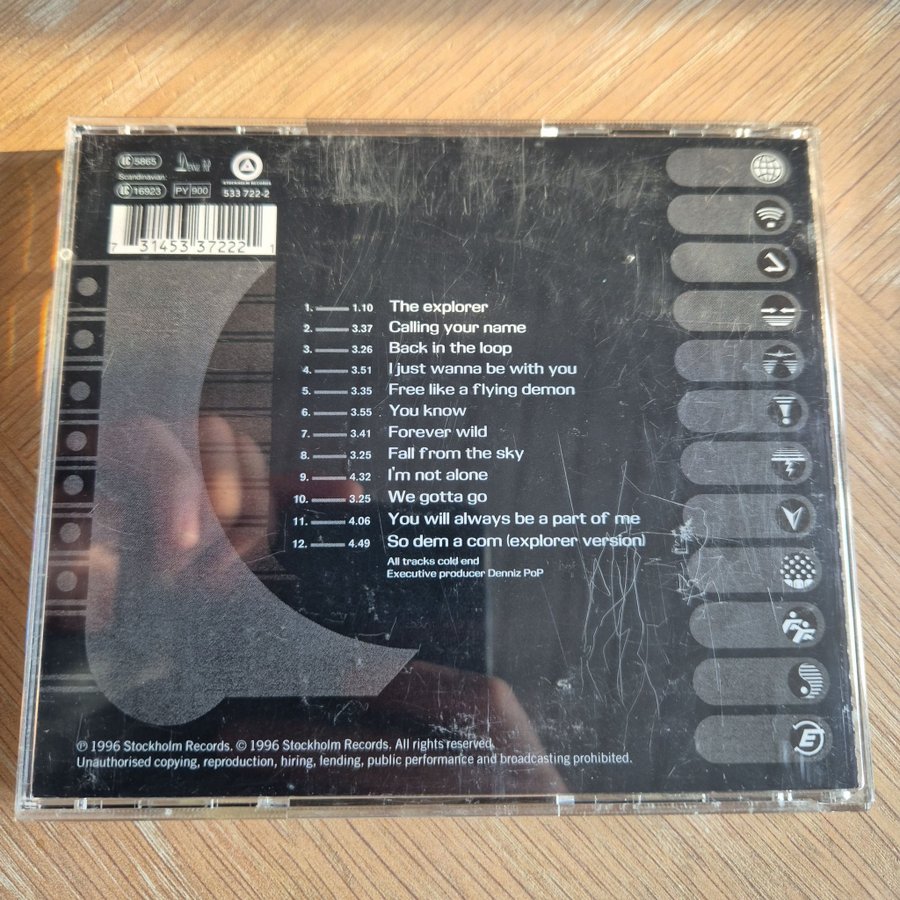 LC 5865
Scandinavian:
LC 16923
PY 900
STOCKHOLM RECORDS
533 722-2
7 31453 37222 1
1. 1.10 The explorer
2. 3.37 Calling your name
3. 3.26 Back in the loop
4. 3.51 I just wanna be with you
5. 3.35 Free like a flying demon
6. 3.55 You know
7. 3.41 Forever wild
8. 3.25 Fall from the sky
9. 4.32 I'm not alone
10. 3.25 We gotta go
11. 4.06 You will always be a part of me
12. 4.49 So dem a com (explorer version)
All tracks cold end
Executive producer Denniz PoP
E
℗ 1996 Stockholm Records. © 1996 Stockholm Records. All rights reserved.
Unauthorised copying, reproduction, hiring, lending, public performance and broadcasting prohibited.